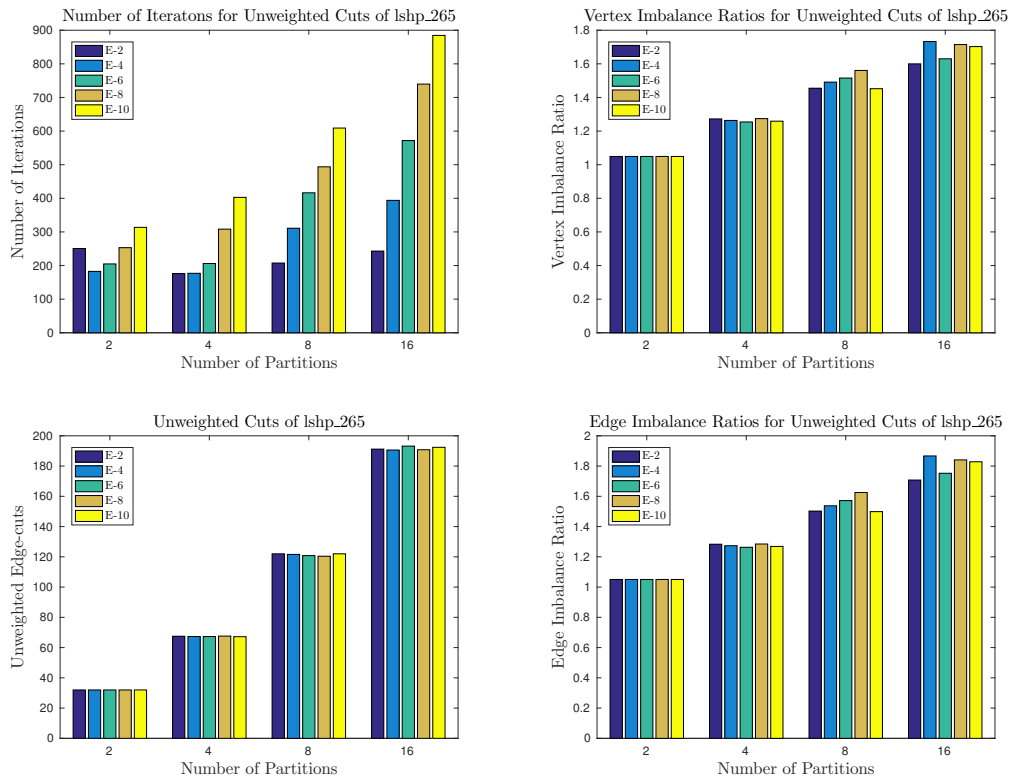 Number of Iteratons for Unweighted Cuts of lshp_265
900
800
700
600
500
400
300
200
100
0
Number of Iterations
E-2
E-4
E-6
E-8
E-10
2
4
8
16
Number of Partitions
Vertex Imbalance Ratios for Unweighted Cuts of lshp_265
1.8
1.6
1.4
1.2
1
0.8
0.6
0.4
0.2
0
Vertex Imbalance Ratio
E-2
E-4
E-6
E-8
E-10
2
4
8
16
Number of Partitions
Unweighted Cuts of lshp_265
200
180
160
140
120
100
80
60
40
20
0
Unweighted Edge-cuts
E-2
E-4
E-6
E-8
E-10
2
4
8
16
Number of Partitions
Edge Imbalance Ratios for Unweighted Cuts of lshp_265
2
1.8
1.6
1.4
1.2
1
0.8
0.6
0.4
0.2
0
Edge Imbalance Ratio
E-2
E-4
E-6
E-8
E-10
2
4
8
16
Number of Partitions